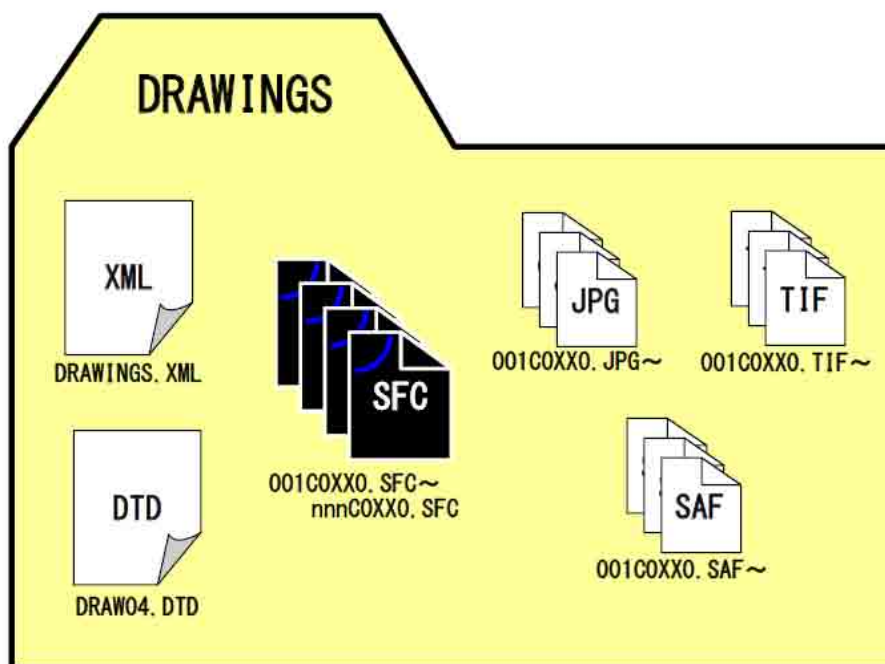 DRAWINGS
XML
DRAWINGS.XML
SFC
001C0XX0.SFC～
nnnC0XX0.SFC
JPG
001C0XX0.JPG～
TIF
001C0XX0.TIF～
DTD
DRAW04.DTD
SAF
001C0XX0.SAF～